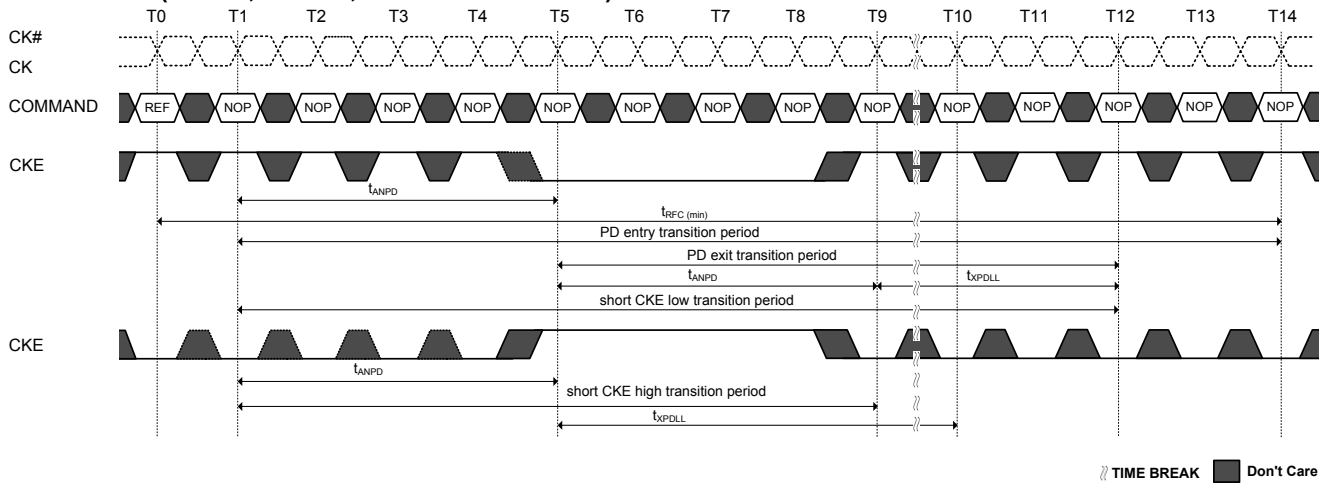 T0 T1 T2 T3 T4 T5 T6 T7 T8 T9 T10 T11 T12 T13 T14
CK#
CK
COMMAND REF NOP NOP NOP NOP NOP NOP NOP NOP NOP NOP NOP NOP NOP NOP
CKE
tANPD
tRFC (min)
PD entry transition period
PD exit transition period
tANPD tXPDLL
short CKE low transition period
CKE
tANPD
short CKE high transition period
tXPDLL
TIME BREAK Don't Care